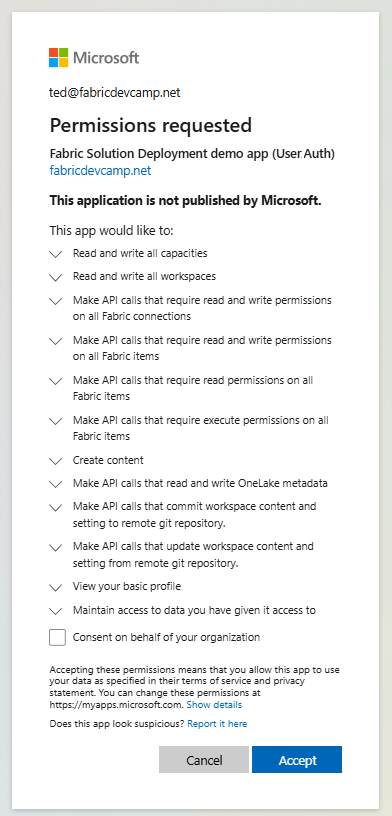 Microsoft
ted@fabricdevcamp.net
Permissions requested
Fabric Solution Deployment demo app (User Auth)
fabricdevcamp.net
This application is not published by Microsoft.
This app would like to:
Read and write all capacities
Read and write all workspaces
Make API calls that require read and write permissions
on all Fabric connections
Make API calls that require read and write permissions
on all Fabric items
Make API calls that require read permissions on all
Fabric items
Make API calls that require execute permissions on all
Fabric items
Create content
Make API calls that read and write OneLake metadata
Make API calls that commit workspace content and
setting to remote git repository.
Make API calls that update workspace content and
setting from remote git repository.
View your basic profile
Maintain access to data you have given it access to
Consent on behalf of your organization
Accepting these permissions means that you allow this app to use
your data as specified in their terms of service and privacy
statement. You can change these permissions at
https://myapps.microsoft.com. Show details
Does this app look suspicious? Report it here
Cancel Accept